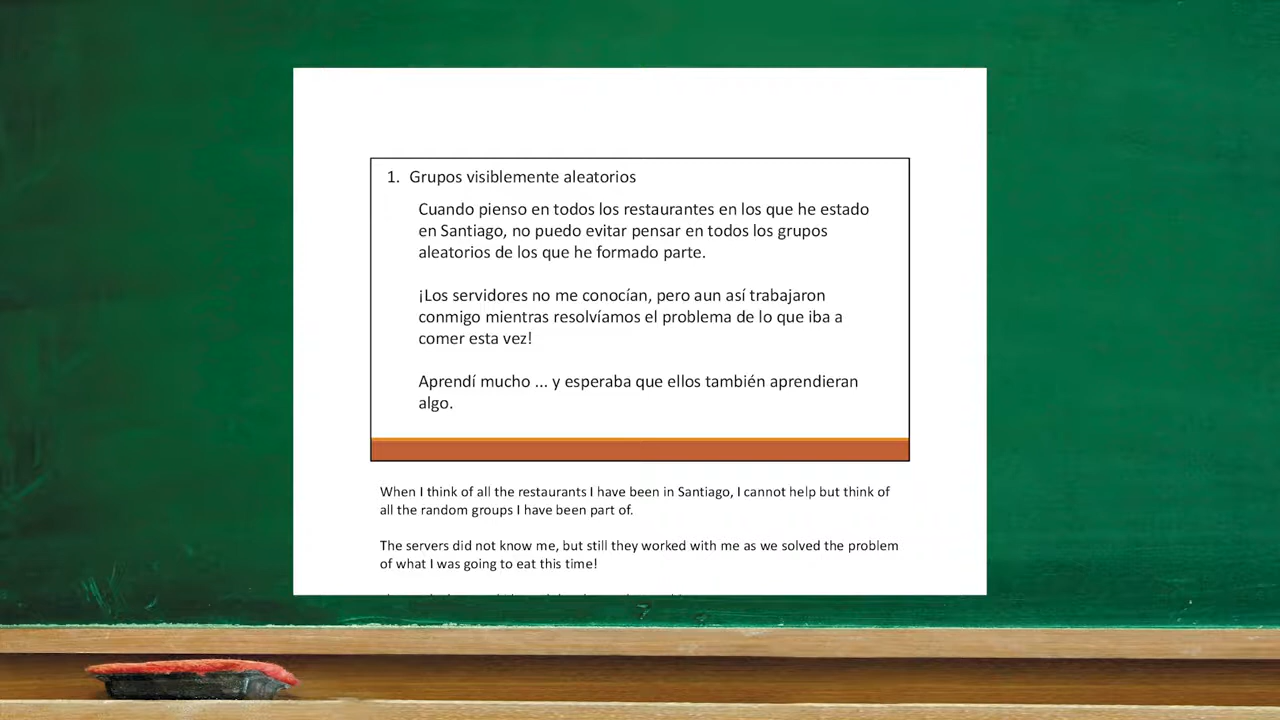 1. Grupos visiblemente aleatorios
Cuando pienso en todos los restaurantes en los que he estado
en Santiago, no puedo evitar pensar en todos los grupos
aleatorios de los que he formado parte.
¡Los servidores no me conocían, pero aun así trabajaron
conmigo mientras resolvíamos el problema de lo que iba a
comer esta vez!
Aprendí mucho ... y esperaba que ellos también aprendieran
algo.
When I think of all the restaurants I have been in Santiago, I cannot help but think of
all the random groups I have been part of.
The servers did not know me, but still they worked with me as we solved the problem
of what I was going to eat this time!